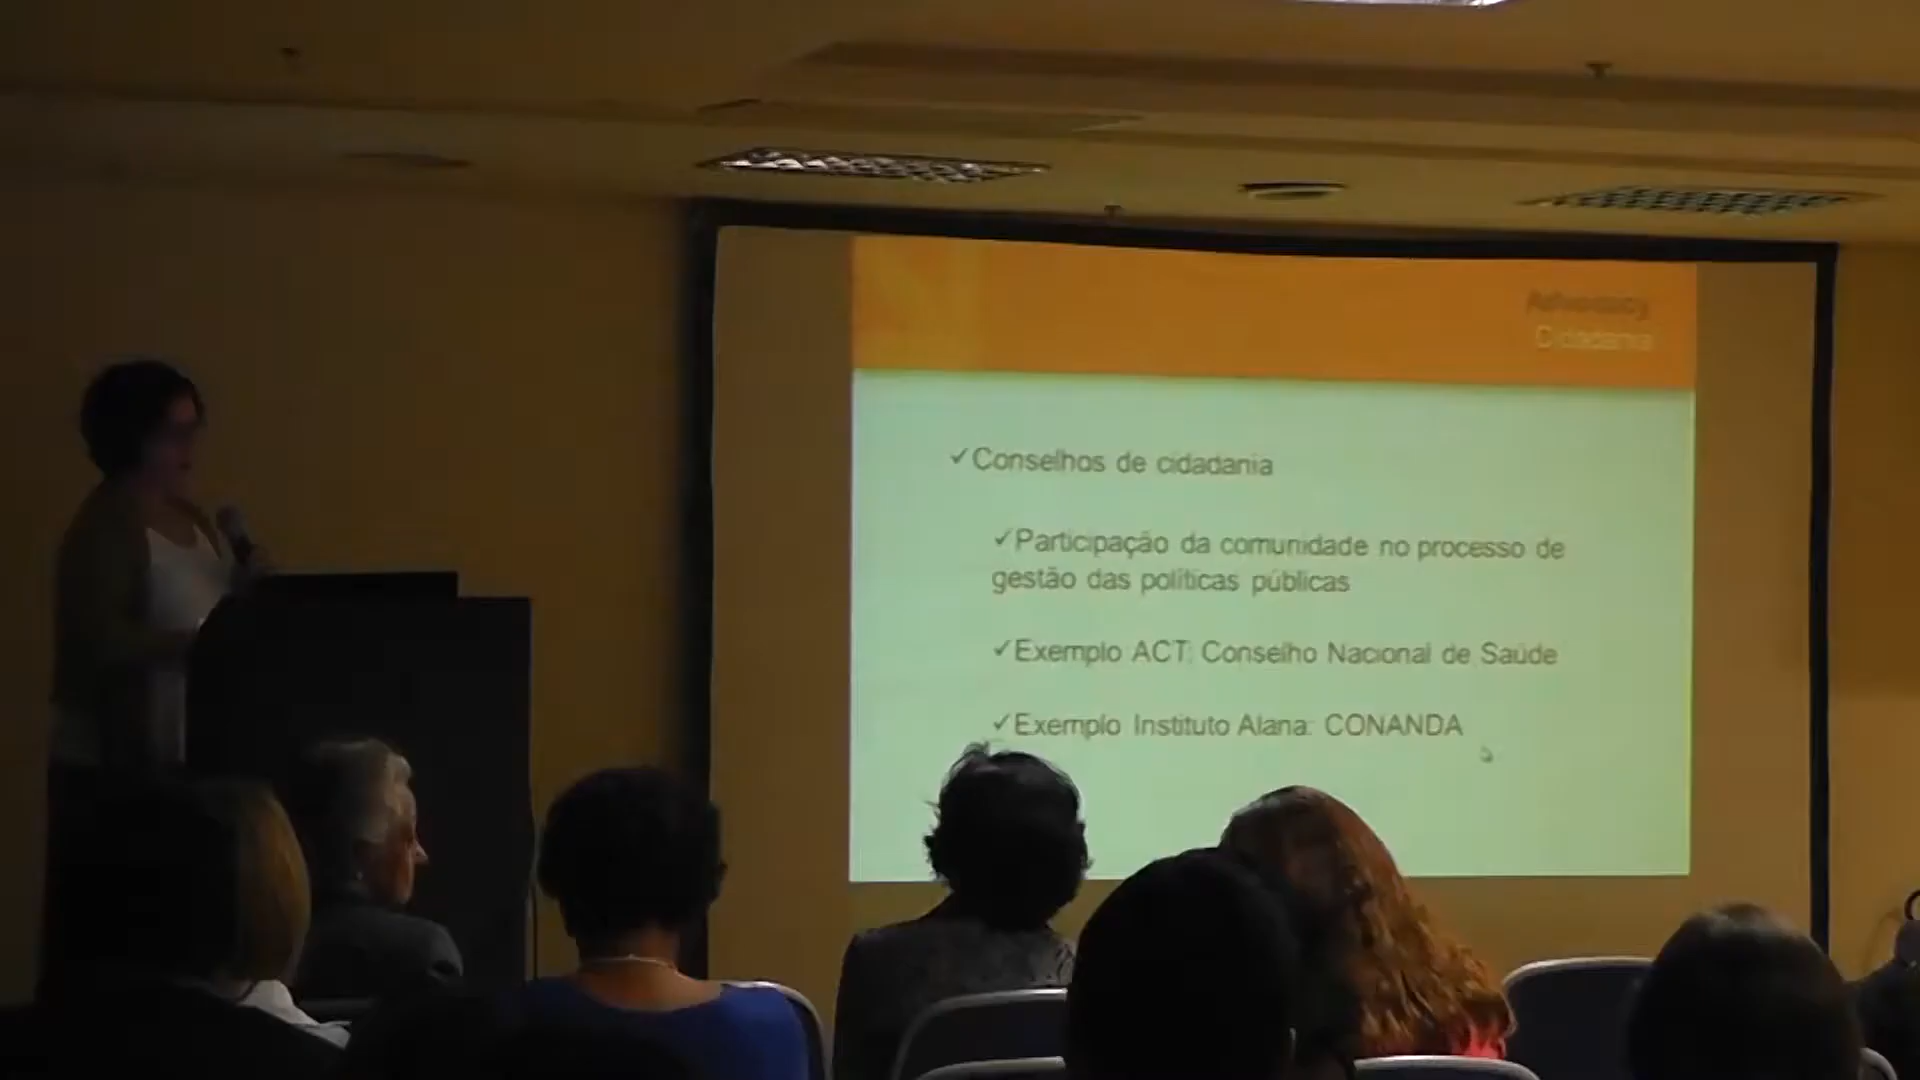 Advocacy
Cidadania
✓Conselhos de cidadania
✓Participação da comunidade no processo de
gestão das políticas públicas
✓Exemplo ACT: Conselho Nacional de Saúde
✓Exemplo Instituto Alana: CONANDA